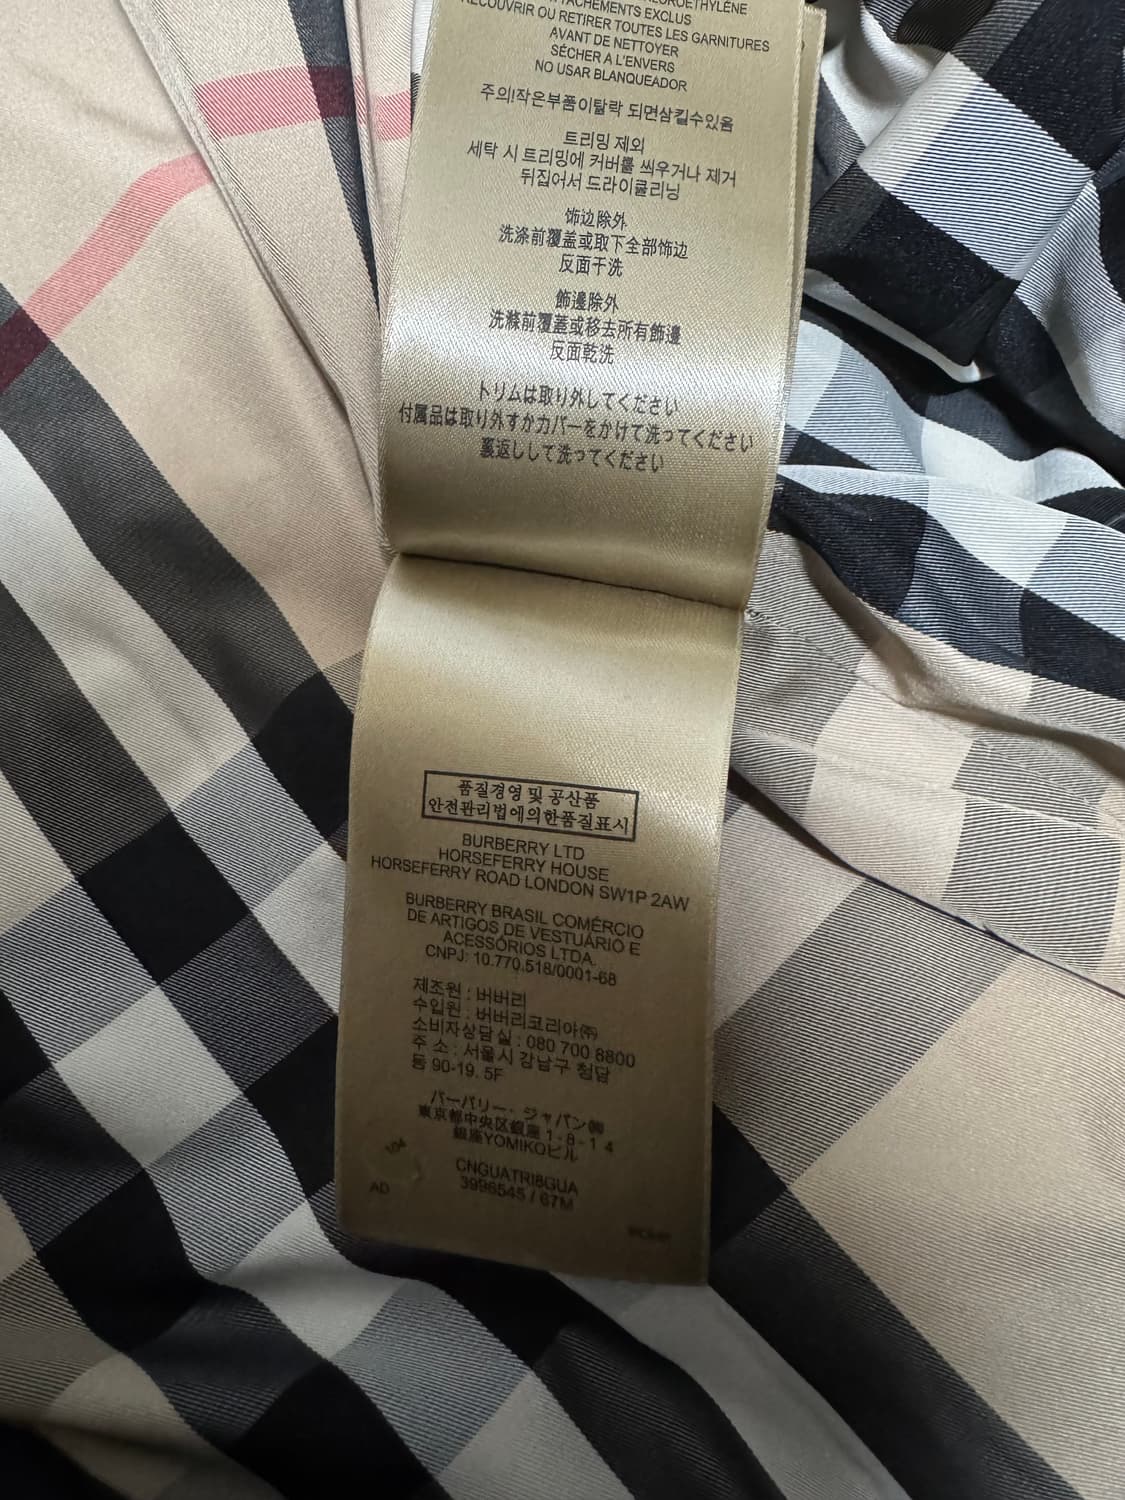 ATTACHEMENTS EXCLUS
RECOUVRIR OU RETIRER TOUTES LES GARNITURES
AVANT DE NETTOYER
SÉCHER A L'ENVERS
NO USAR BLANQUEADOR
주의!작은부품이탈락 되면삼킬수있음
트리밍 제외
세탁 시 트리밍에 커버를 씌우거나 제거
뒤집어서 드라이클리닝
饰边除外
洗涤前覆盖或取下全部饰边
反面干洗
飾邊除外
洗滌前覆蓋或移去所有飾邊
反面乾洗
トリムは取り外してください
付属品は取り外すかカバーをかけて洗ってください
裏返しして洗ってください
품질경영 및 공산품
안전관리법에의한품질표시
BURBERRY LTD
HORSEFERRY HOUSE
HORSEFERRY ROAD LONDON SW1P 2AW
BURBERRY BRASIL COMÉRCIO
DE ARTIGOS DE VESTUÁRIO E
ACESSÓRIOS LTDA.
CNPJ: 10.770.518/0001-68
제조원 : 버버리
수입원 : 버버리코리아㈜
소비자상담실 : 080 700 8800
주 소 : 서울시 강남구 청담
동 90-19. 5F
バーバリー・ジャパン㈱
東京都中央区銀座1-8-14
銀座YOMIKOビル
104
CNGUATRI8GUA
3996545 / 67M
AD